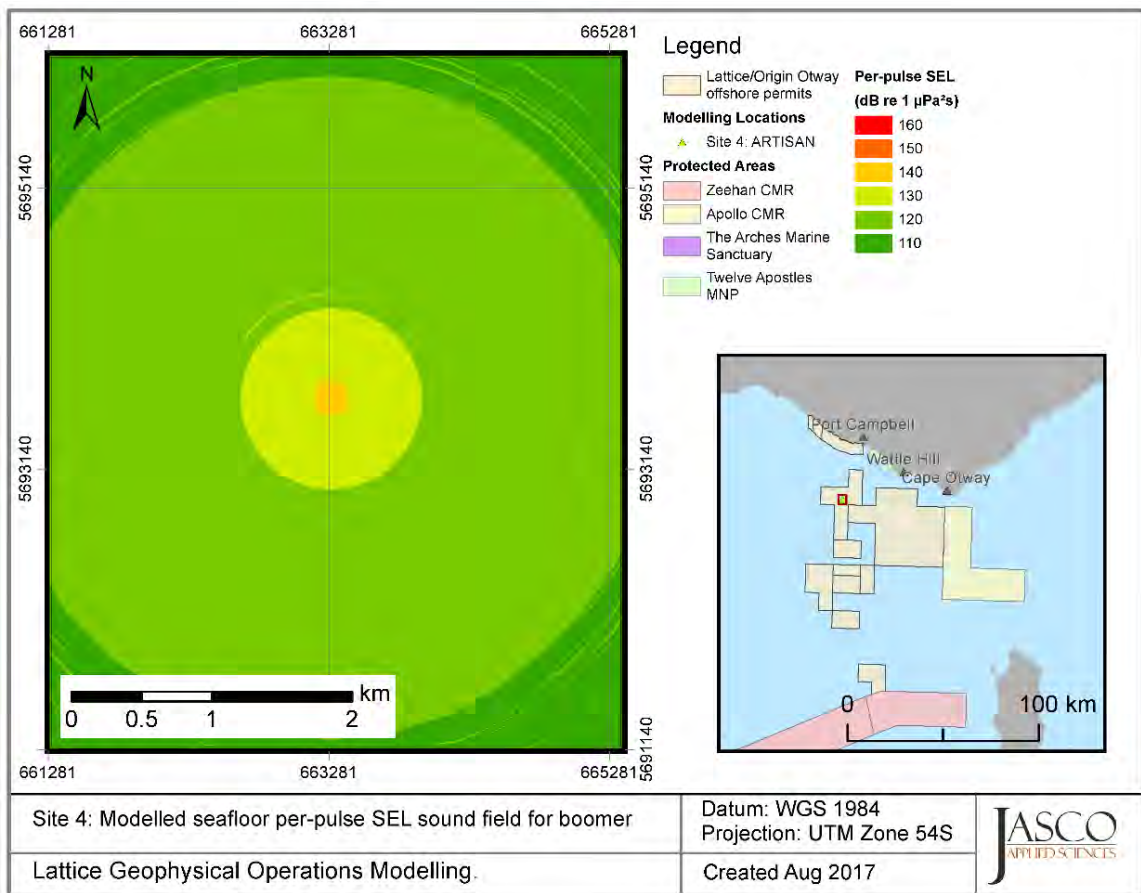 661281 663281 665281
N
5695140
5693140
5691140
5695140
5693140
km
0 0.5 1 2
661281 663281 665281
Legend
Lattice/Origin Otway
offshore permits
Modelling Locations
Site 4: ARTISAN
Protected Areas
Zeehan CMR
Apollo CMR
The Arches Marine
Sanctuary
Twelve Apostles
MNP
Per-pulse SEL
(dB re 1 µPa²s)
160
150
140
130
120
110
Port Campbell
Wattle Hill
Cape Otway
0 100 km
Site 4: Modelled seafloor per-pulse SEL sound field for boomer
Lattice Geophysical Operations Modelling.
Datum: WGS 1984
Projection: UTM Zone 54S
Created Aug 2017
JASCO
APPLIED SCIENCES